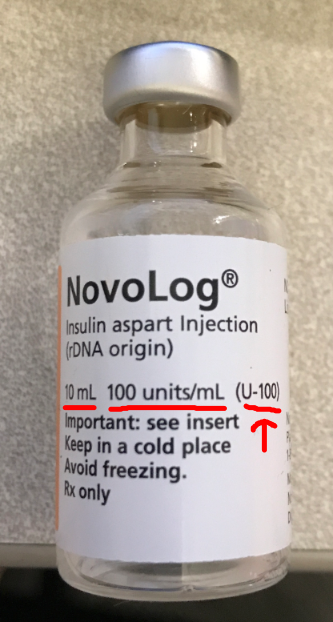 NovoLog®
Insulin aspart Injection
(rDNA origin)
10 mL 100 units/mL (U-100)
Important: see insert
Keep in a cold place
Avoid freezing.
Rx only